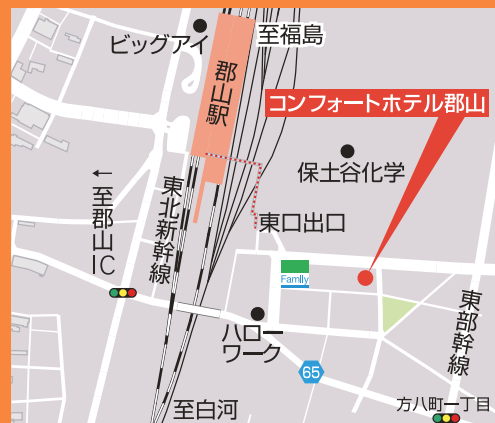 ビッグアイ
至福島
郡山駅
コンフォートホテル郡山
保土谷化学
←至郡山IC
東北新幹線
東口出口
Family
東部幹線
ハロー
ワーク
65
方八町一丁目
至白河